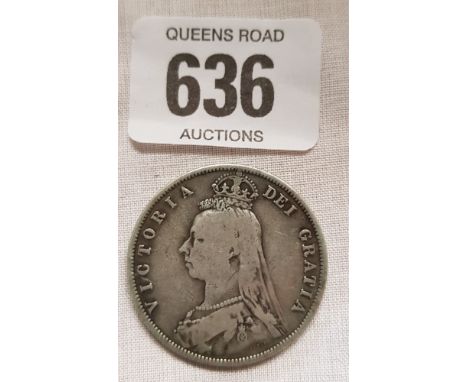 QUEENS ROAD
636
AUCTIONS
VICTORIA DEI GRATIA